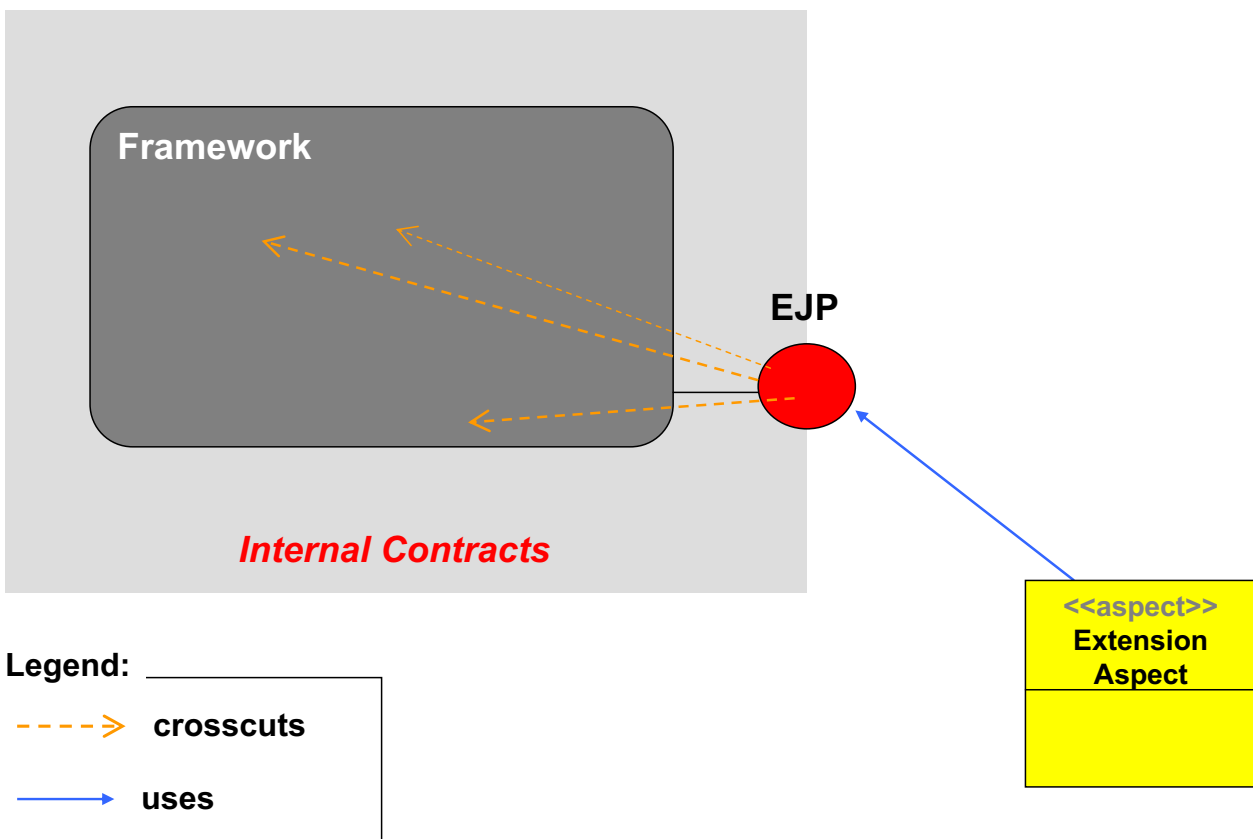 Framework
EJP
Internal Contracts
<<aspect>>
Extension
Aspect
Legend:
crosscuts
uses